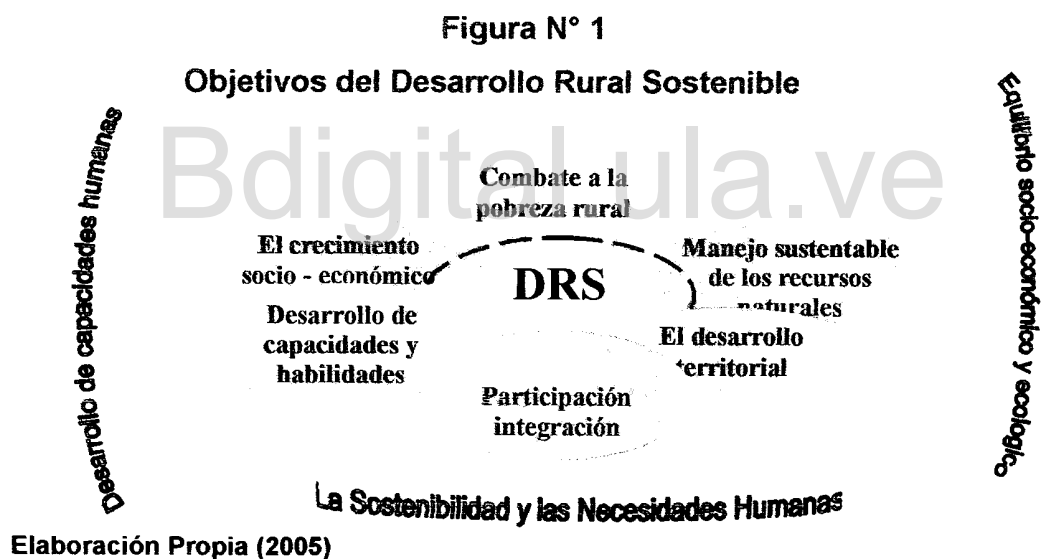 Figura N° 1
Objetivos del Desarrollo Rural Sostenible
Bdigital.ula.ve
Desarrollo de capacidades humanas
Equilibrio socio-económico y ecologico
Combate a la
pobreza rural
El crecimiento
socio - económico
Manejo sustentable
de los recursos
naturales
DRS
Desarrollo de
capacidades y
habilidades
El desarrollo
territorial
Participación
integración
La Sostenibilidad y las Necesidades Humanas
Elaboración Propia (2005)